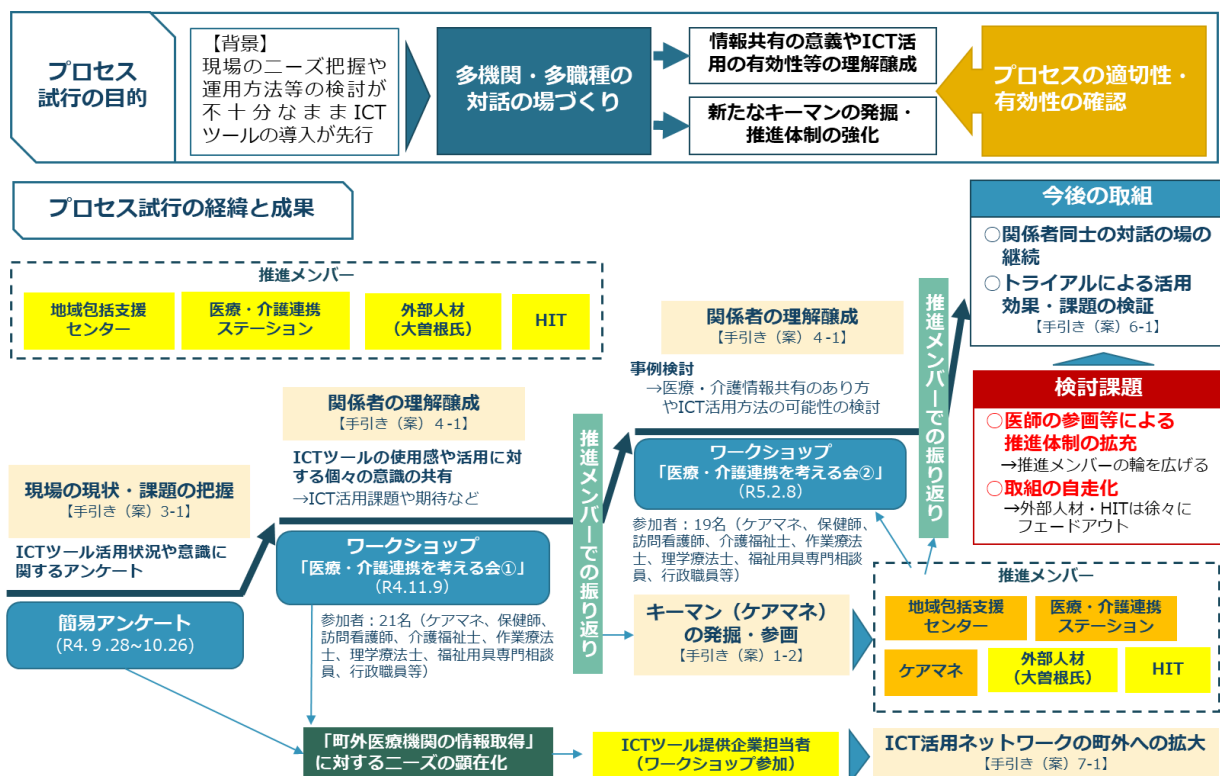 プロセス
試行の目的
【背景】
現場のニーズ把握や
運用方法等の検討が
不十分なままICT
ツールの導入が先行
多機関・多職種の
対話の場づくり
情報共有の意義やICT活
用の有効性等の理解醸成
新たなキーマンの発掘・
推進体制の強化
プロセスの適切性・
有効性の確認
プロセス試行の経緯と成果
推進メンバー
地域包括支援
センター
医療・介護連携
ステーション
外部人材
（大曽根氏）
HIT
現場の現状・課題の把握
【手引き（案）3-1】
ICTツール活用状況や意識に
関するアンケート
簡易アンケート
(R4.９.28~10.26)
関係者の理解醸成
【手引き（案）4-1】
ICTツールの使用感や活用に対
する個々の意識の共有
→ICT活用課題や期待など
ワークショップ
「医療・介護連携を考える会①」
(R4.11.9)
参加者：21名（ケアマネ、保健師、
訪問看護師、介護福祉士、作業療法
士、理学療法士、福祉用具専門相談
員、行政職員等）
推進メンバーでの振り返り
関係者の理解醸成
【手引き（案）4-1】
事例検討
→医療・介護情報共有のあり方
やICT活用方法の可能性の検討
ワークショップ
「医療・介護連携を考える会②」
(R5.2.8)
参加者：19名（ケアマネ、保健師、
訪問看護師、介護福祉士、作業療法
士、理学療法士、福祉用具専門相談
員、行政職員等）
推進メンバーでの振り返り
キーマン（ケアマネ）
の発掘・参画
【手引き（案）1-2】
今後の取組
○関係者同士の対話の場の
継続
○トライアルによる活用
効果・課題の検証
【手引き（案）6-1】
検討課題
○医師の参画等による
推進体制の拡充
→推進メンバーの輪を広げる
○取組の自走化
→外部人材・HITは徐々に
フェードアウト
推進メンバー
地域包括支援
センター
医療・介護連携
ステーション
ケアマネ
外部人材
（大曽根氏）
HIT
「町外医療機関の情報取得」
に対するニーズの顕在化
ICTツール提供企業担当者
（ワークショップ参加）
ICT活用ネットワークの町外への拡大
【手引き（案）7-1】